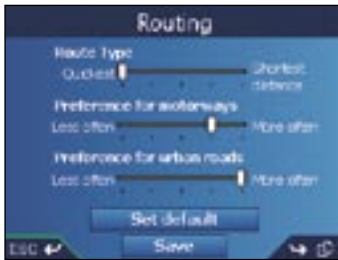 Routing
Route Type
Quickest
Shortest distance
Preference for motorways
Less often More often
Preference for urban roads
Less often More often
Set default
ESC Save